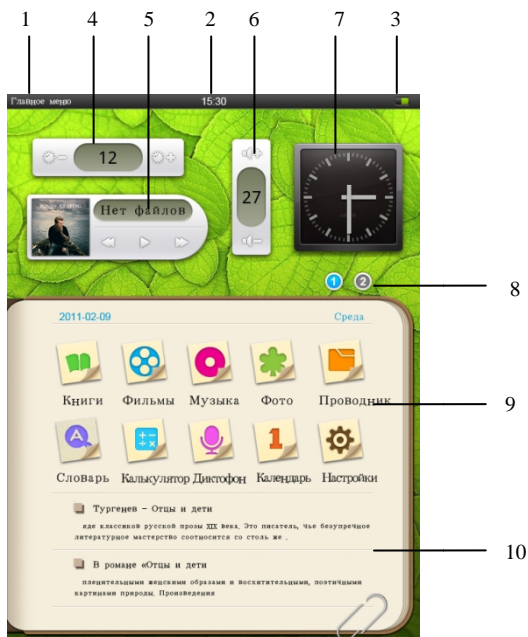 1 4 5 2 6 7 3
Главное меню 15:30
12
27
Нет файлов
1 2
8
2011-02-09 Среда
Книги Фильмы Музыка Фото Проводник
9
Словарь Калькулятор Диктофон Календарь Настройки
Тургенев - Отцы и дети
яде классикой русской прозы XIX века. Это писатель, чье безупречное
литературное мастерство соотносится со столь же .
10
В романе «Отцы и дети
пленительными женскими образами и восхитительными, поэтичными
картинами природы. Произведения